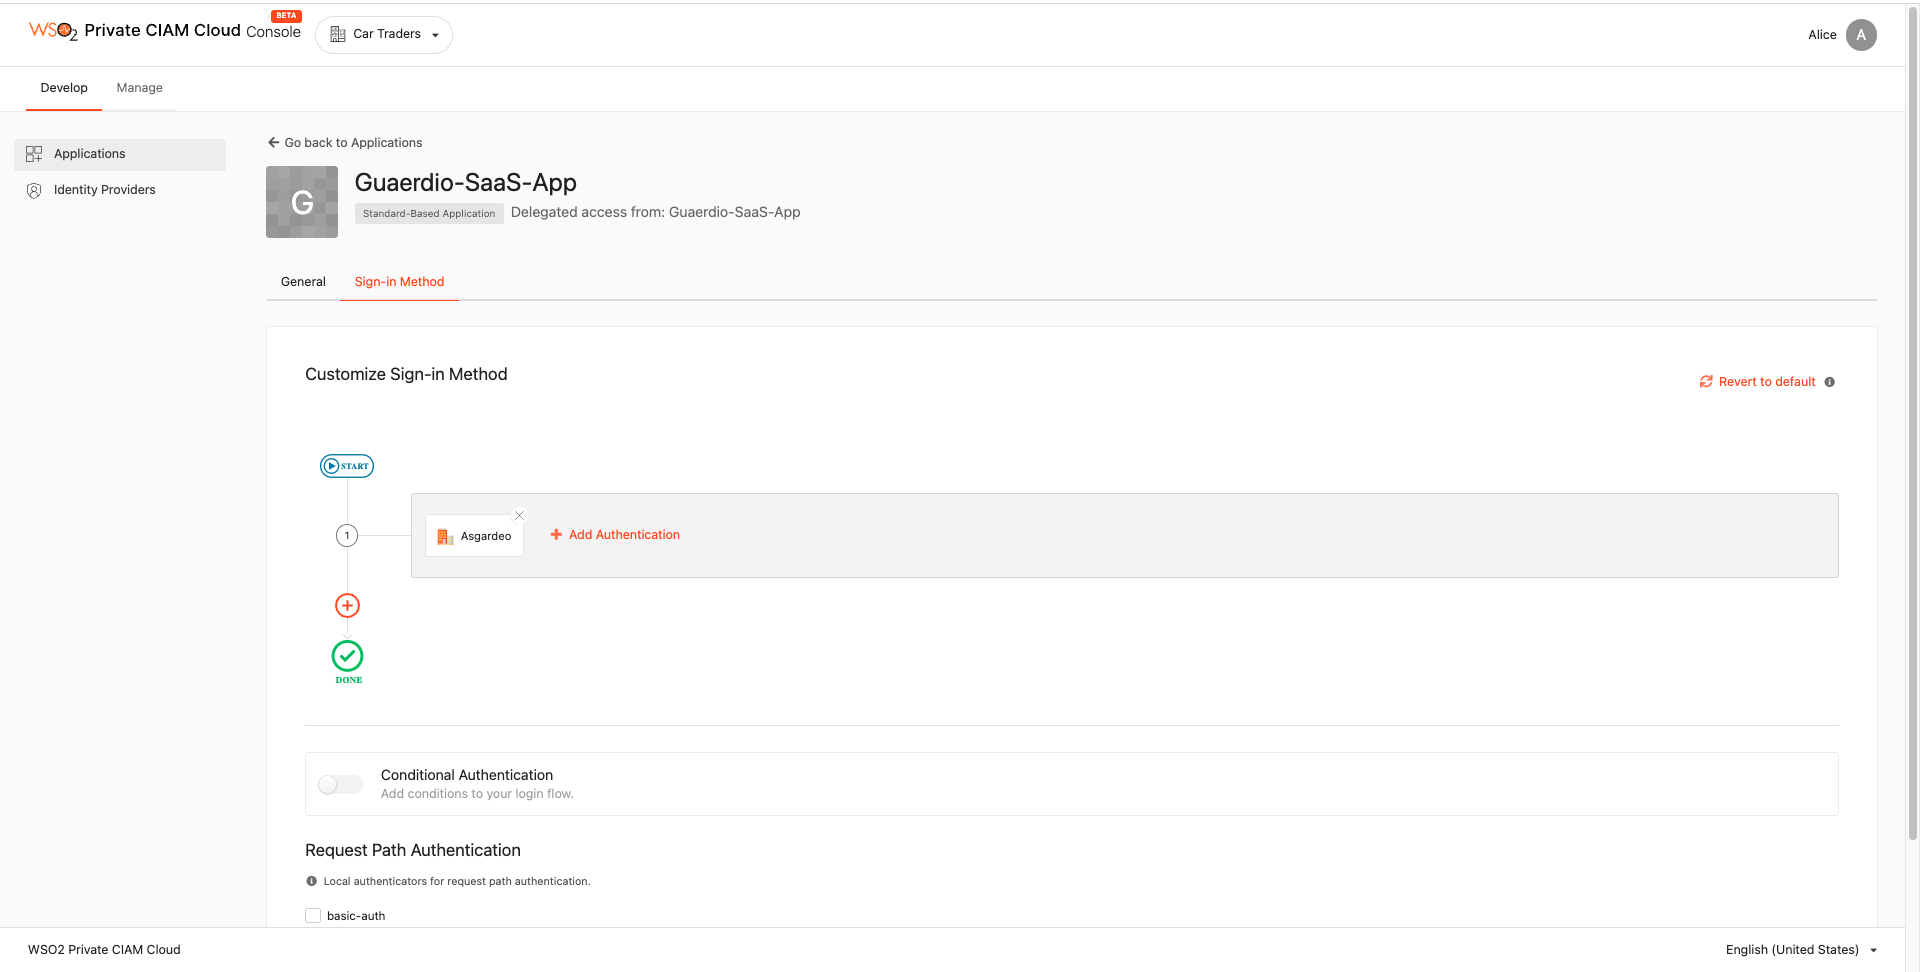 WSO2 Private CIAM Cloud Console BETA
Car Traders
Alice A
Develop Manage
Applications
Identity Providers
Go back to Applications
G
Guaerdio-SaaS-App
Standard-Based Application Delegated access from: Guaerdio-SaaS-App
General Sign-in Method
Customize Sign-in Method
Revert to default
START
1
Asgardeo
Add Authentication
DONE
Conditional Authentication
Add conditions to your login flow.
Request Path Authentication
Local authenticators for request path authentication.
basic-auth
WSO2 Private CIAM Cloud
English (United States)